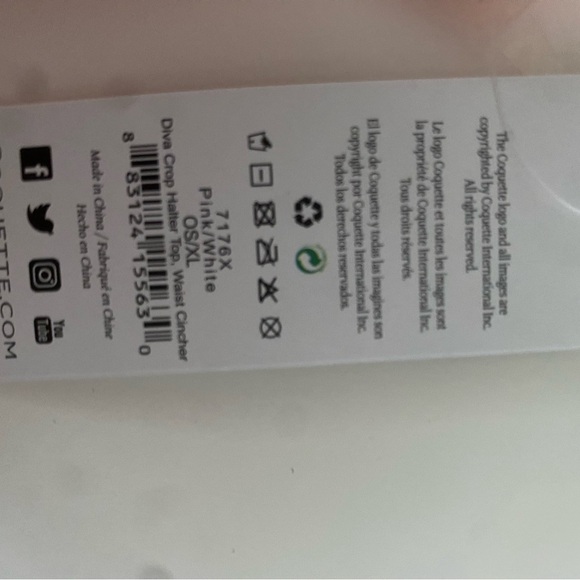 The Coquette logo and all images are
copyrighted by Coquette International Inc.
All rights reserved.
Le logo Coquette et toutes les images sont
la propriété de Coquette International Inc.
Tous droits réservés.
El logo de Coquette y todas las imagines son
copyright por Coquette International Inc.
Todos los derechos reservados.
7176X
Pink/White
OS/XL
Diva Crop Halter Top, Waist Cincher
8 83124 15563 0
Made in China / Fabriqué en Chine
Hecho en China
You
Tube
QUETTE.COM